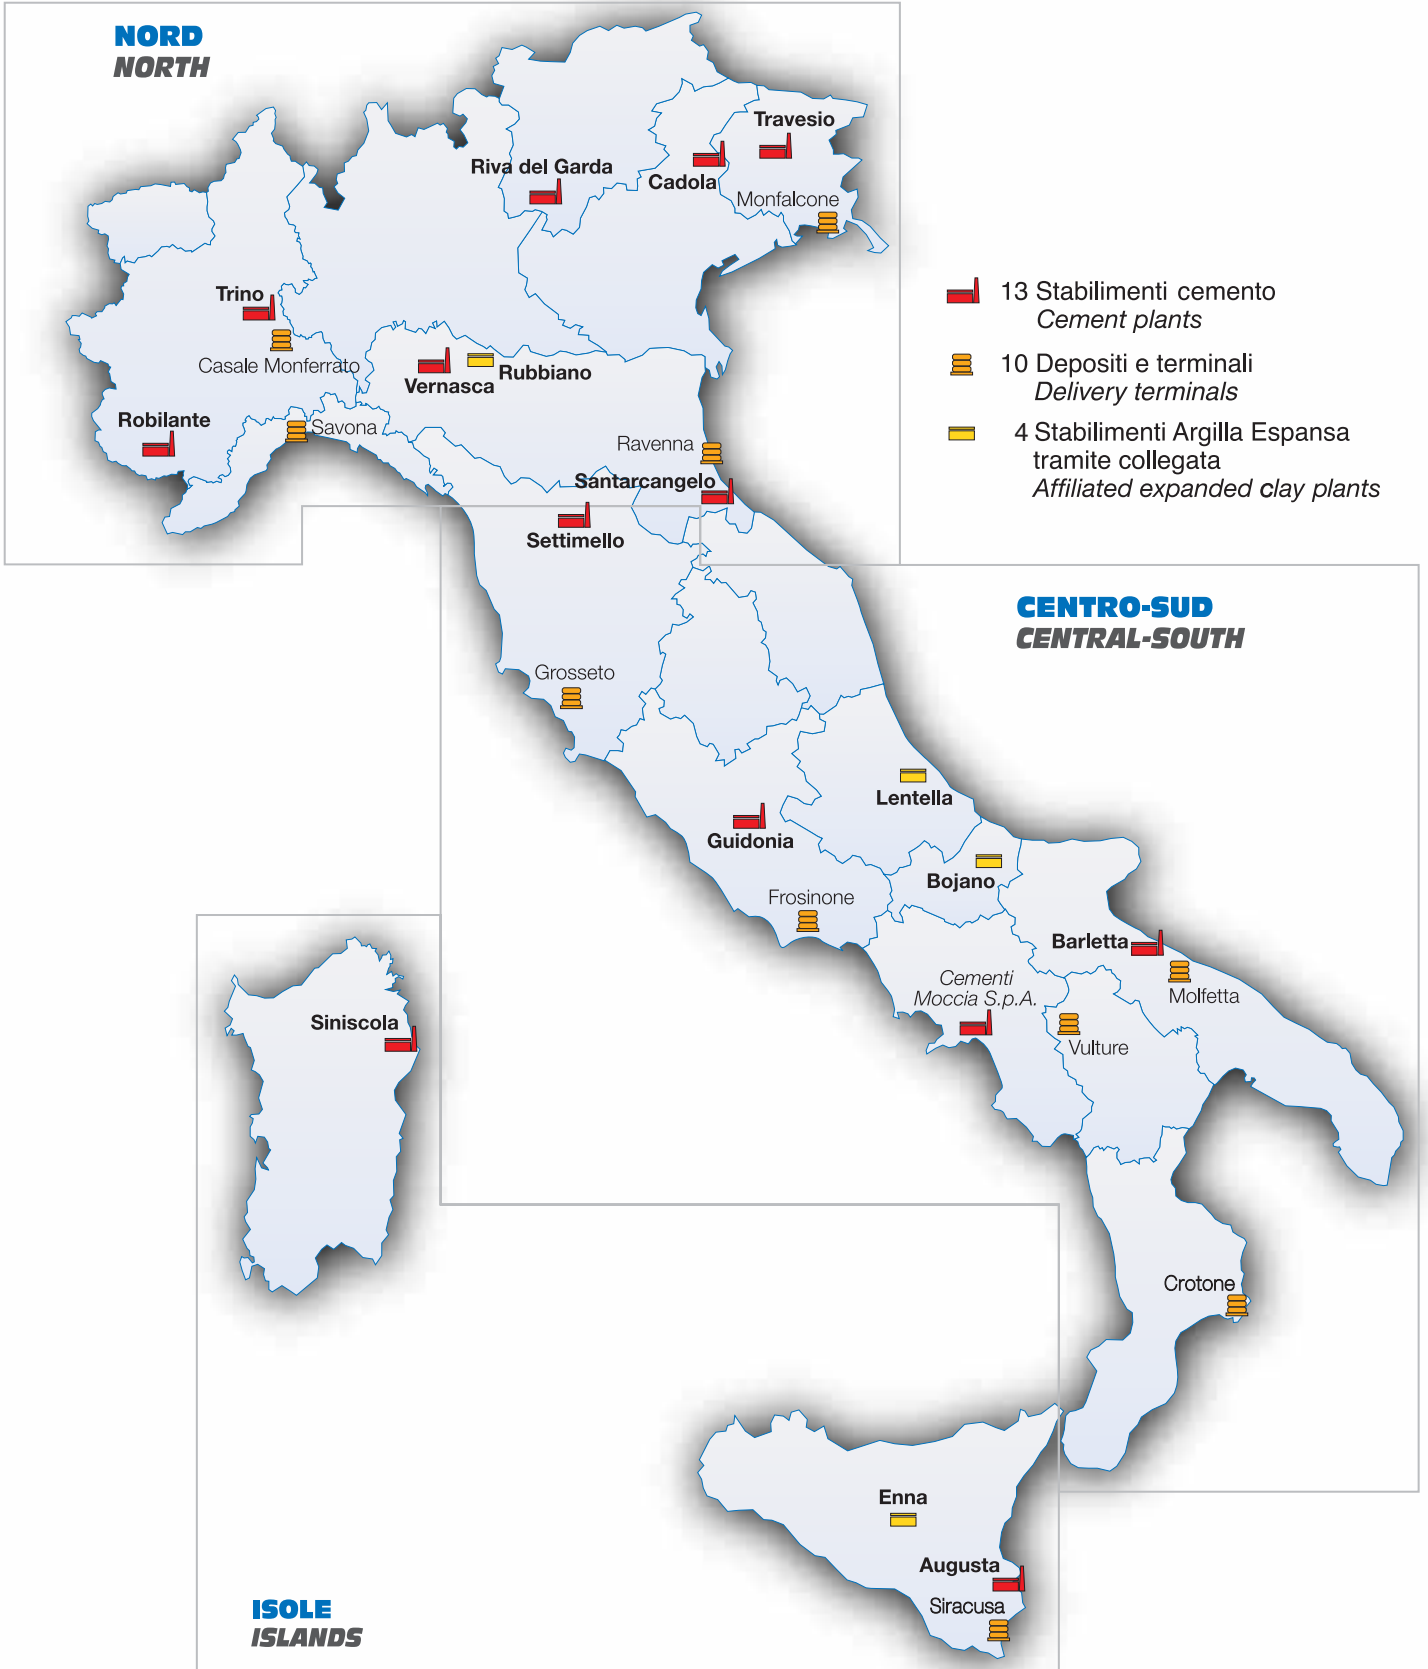 NORD
NORTH
Travesio
Riva del Garda
Cadola
Monfalcone
Trino
Casale Monferrato
Vernasca
Rubbiano
Robilante
Savona
Ravenna
Santarcangelo
Settimello
13 Stabilimenti cemento
Cement plants
10 Depositi e terminali
Delivery terminals
4 Stabilimenti Argilla Espansa
tramite collegata
Affiliated expanded clay plants
CENTRO-SUD
CENTRAL-SOUTH
Grosseto
Lentella
Guidonia
Bojano
Frosinone
Barletta
Cementi
Moccia S.p.A.
Molfetta
Vulture
Siniscola
Crotone
Enna
Augusta
Siracusa
ISOLE
ISLANDS